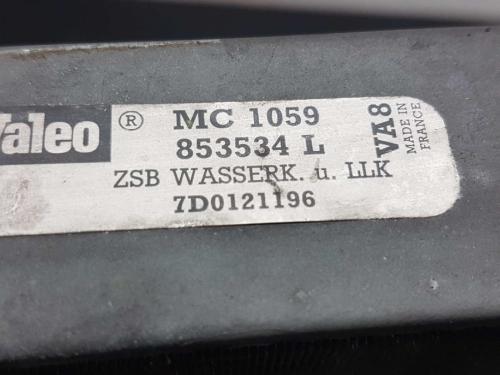 Valeo ® MC 1059
853534 L
ZSB WASSERK. u. LLK
7D0121196
VA8
MADE IN
FRANCE